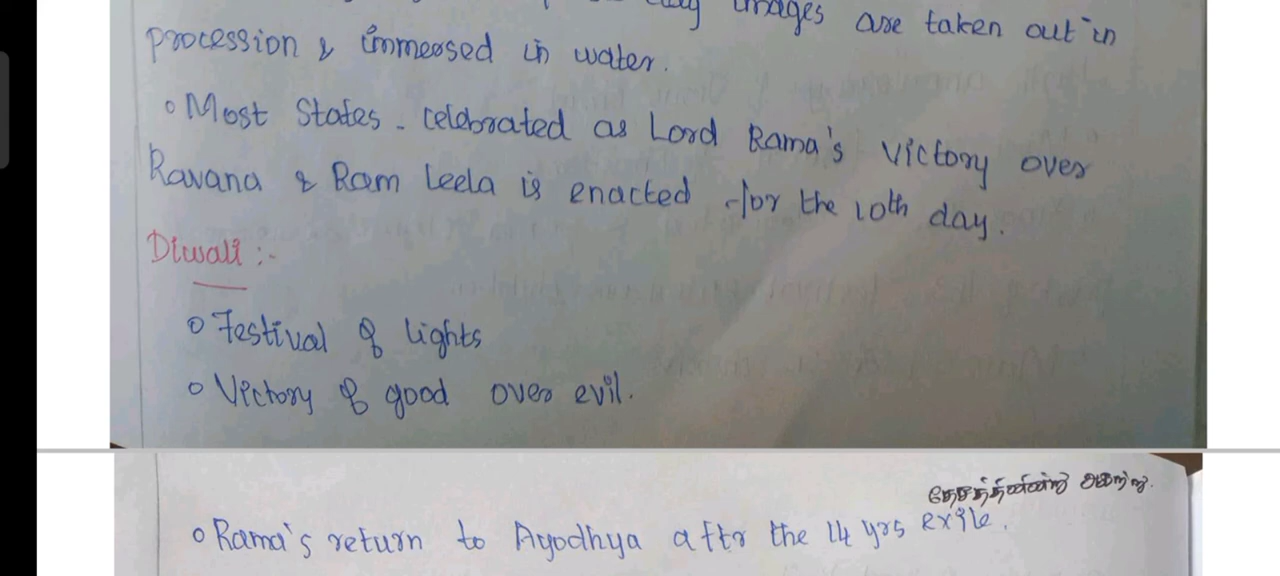 images are taken out in
procession & immersed in water.
Most States - celebrated as Lord Rama's victory over
Ravana & Ram Leela is enacted for the 10th day.
Diwali :-
Festival of lights
Victory of good over evil.
Rama's return to Ayodhya after the 14 yrs exile.